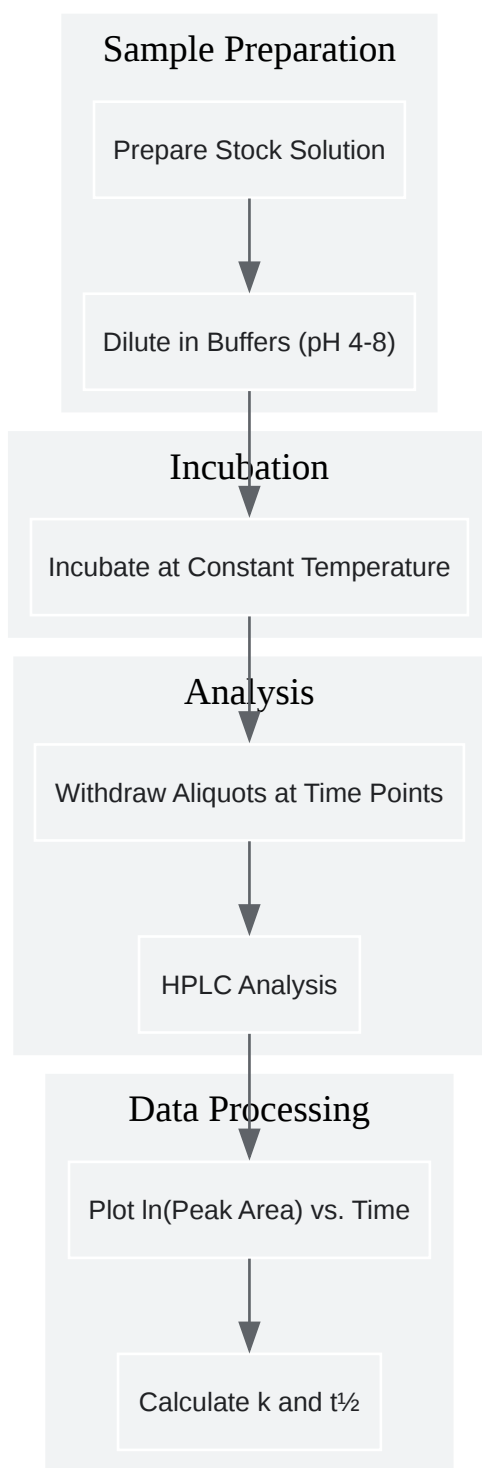 Sample Preparation
Prepare Stock Solution
Dilute in Buffers (pH 4-8)
Incubation
Incubate at Constant Temperature
Analysis
Withdraw Aliquots at Time Points
HPLC Analysis
Data Processing
Plot ln(Peak Area) vs. Time
Calculate k and t½